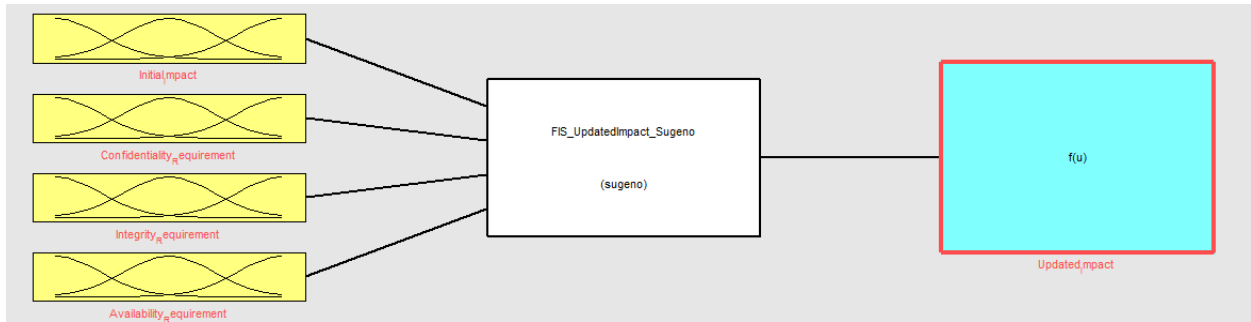 Initial_Impact
Confidentiality_Requirement
Integrity_Requirement
Availability_Requirement
FIS_UpdatedImpact_Sugeno
(sugeno)
f(u)
Updated_Impact